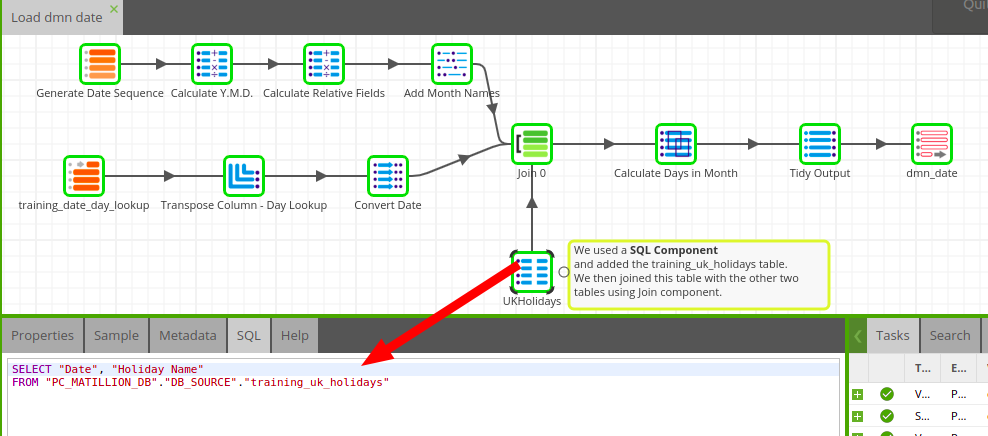 Load dmn date
Qui
Generate Date Sequence
Calculate Y.M.D.
Calculate Relative Fields
Add Month Names
training_date_day_lookup
Transpose Column - Day Lookup
Convert Date
Join 0
Calculate Days in Month
Tidy Output
dmn_date
UKHolidays
We used a SQL Component
and added the training_uk_holidays table.
We then joined this table with the other two
tables using Join component.
Properties
Sample
Metadata
SQL
Help
Tasks
Search
SELECT "Date", "Holiday Name"
FROM "PC_MATILLION_DB"."DB_SOURCE"."training_uk_holidays"
T...
E...
V...
P...
S...
P...